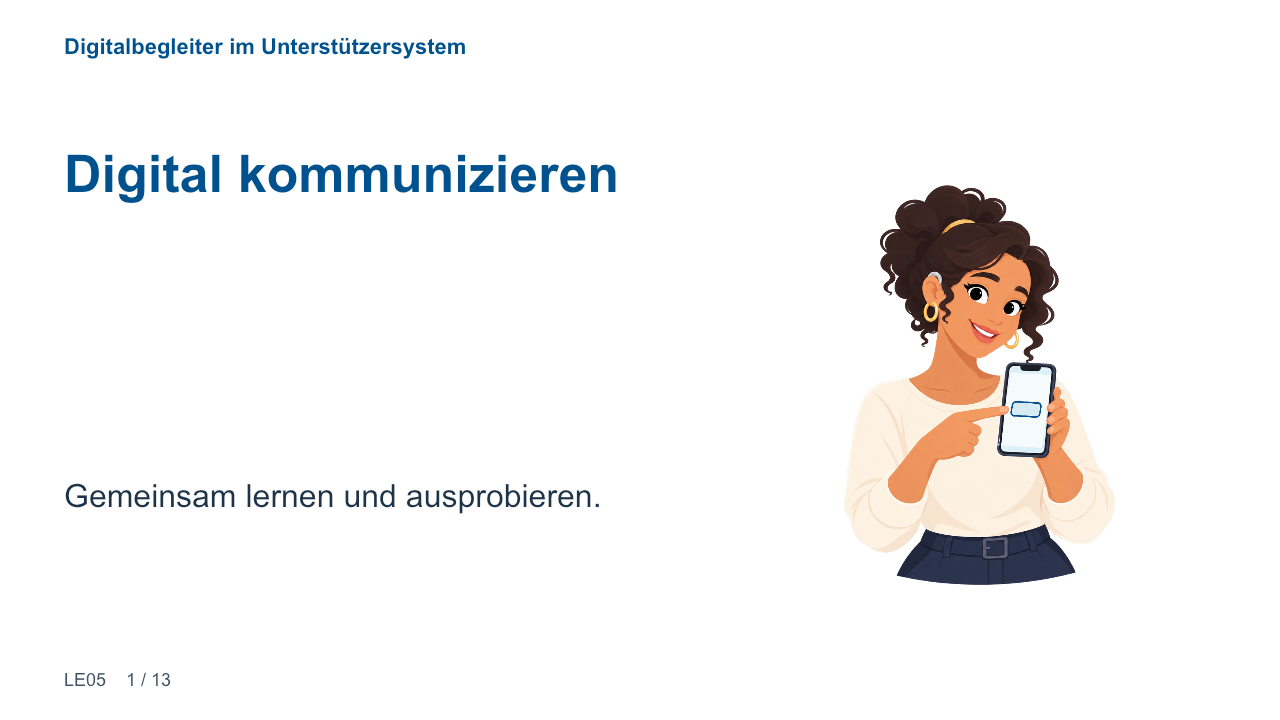 Digitalbegleiter im Unterstützersystem
Digital kommunizieren
Gemeinsam lernen und ausprobieren.
LE05 1 / 13